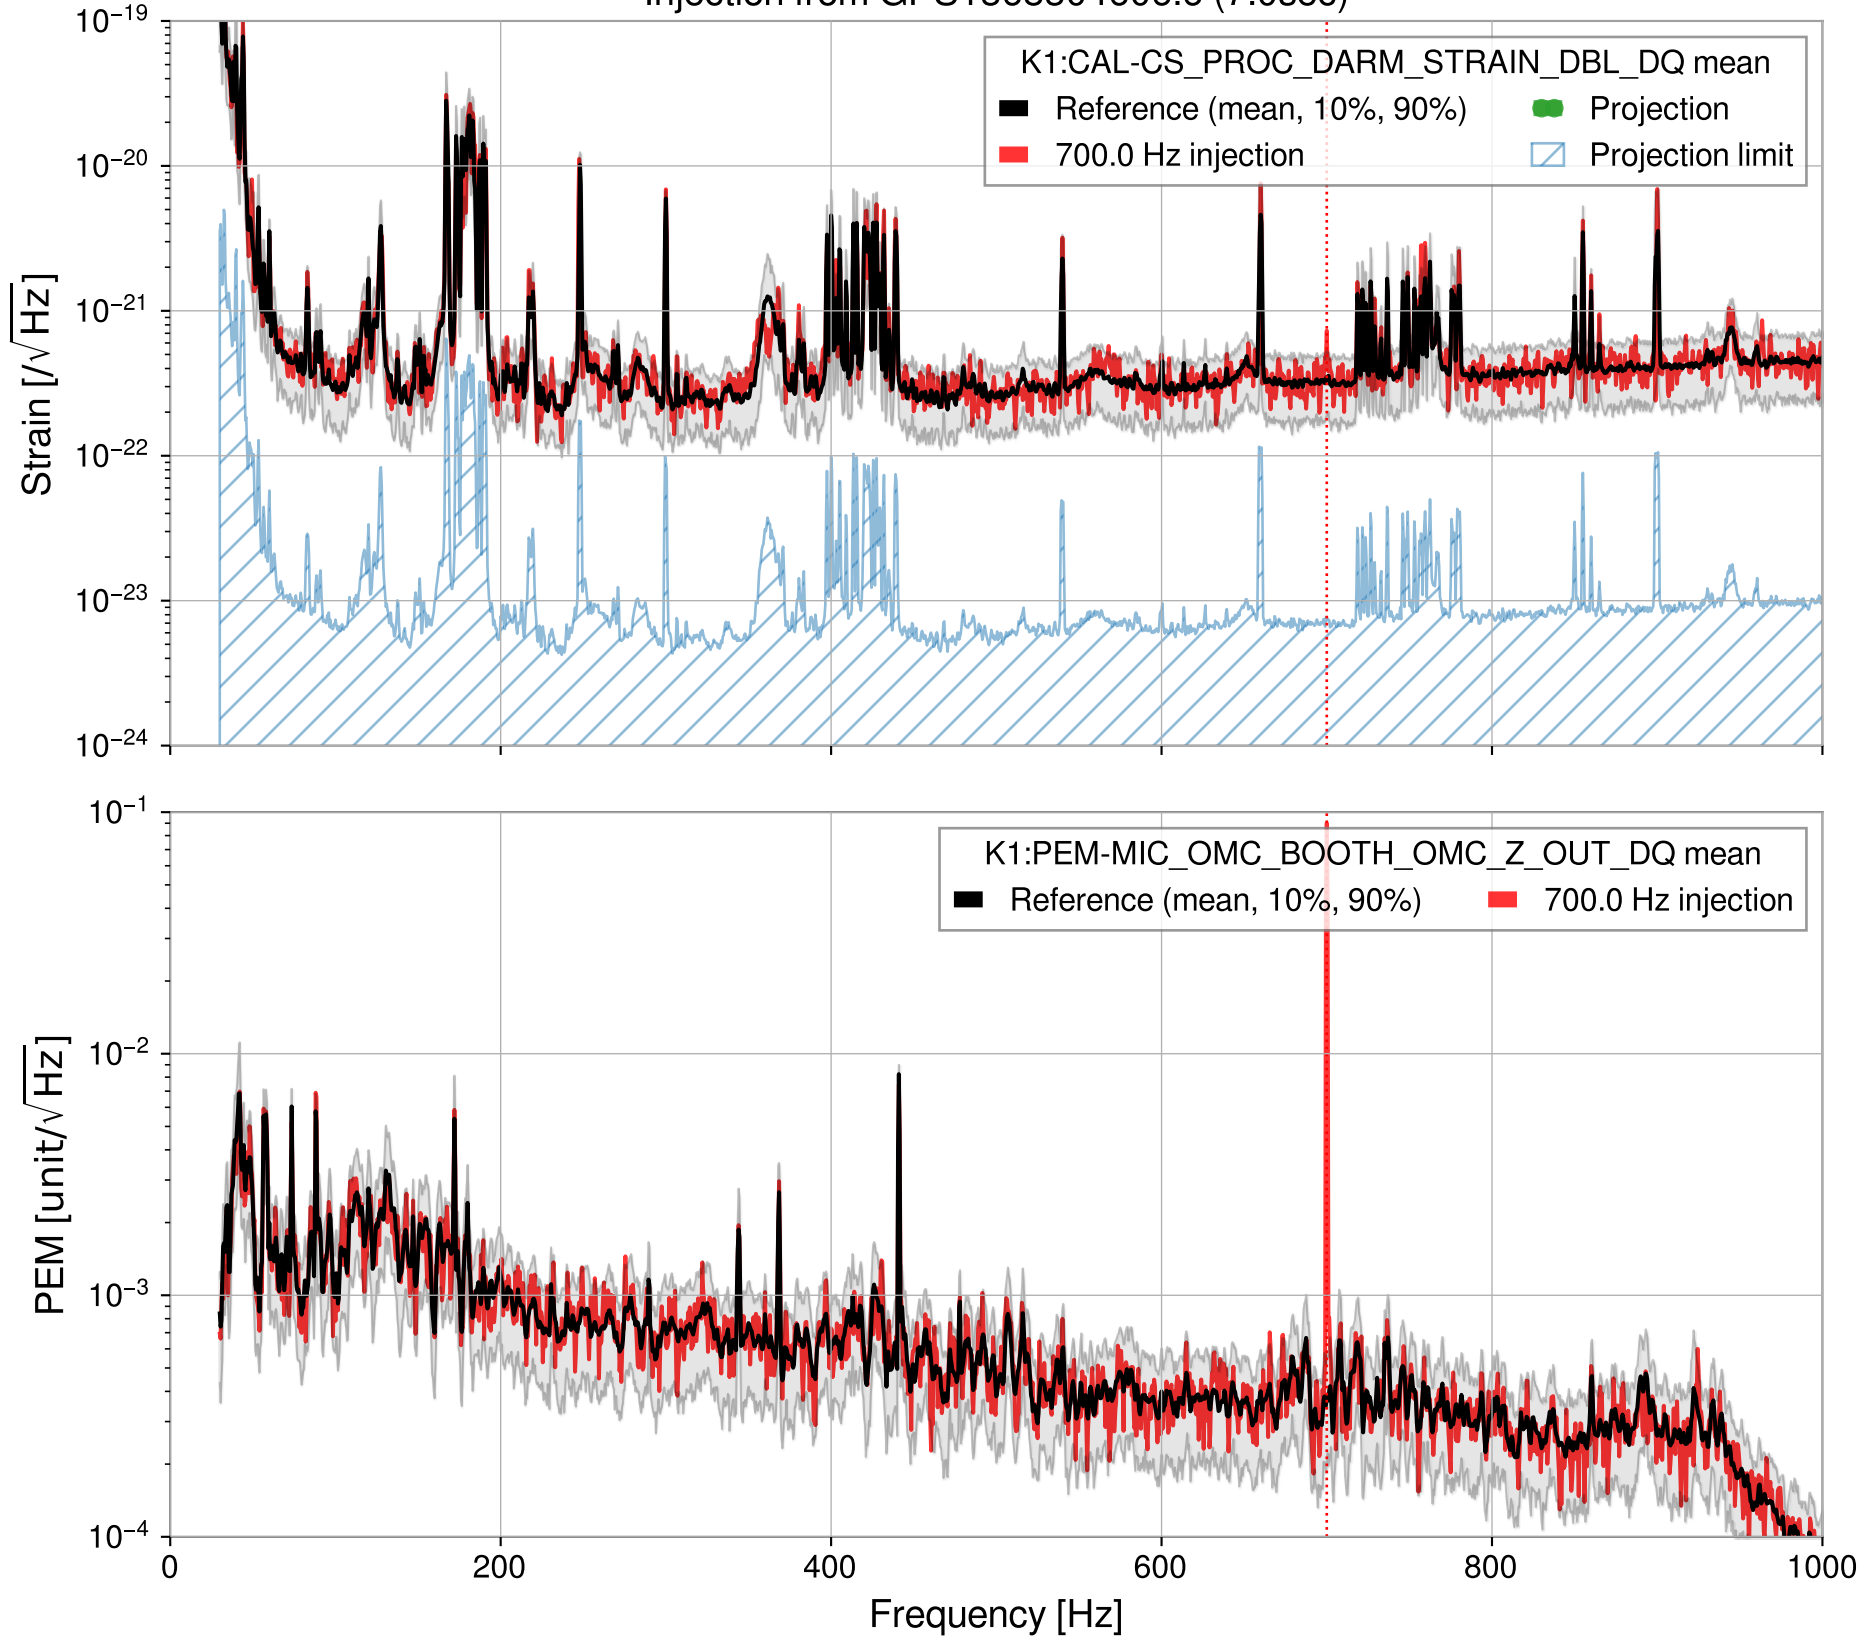 10⁻¹⁹
10⁻²⁰
10⁻²¹
10⁻²²
10⁻²³
10⁻²⁴
Strain [/√Hz]
K1:CAL-CS_PROC_DARM_STRAIN_DBL_DQ mean
Reference (mean, 10%, 90%)
Projection
700.0 Hz injection
Projection limit
10⁻¹
10⁻²
10⁻³
10⁻⁴
PEM [unit/√Hz]
K1:PEM-MIC_OMC_BOOTH_OMC_Z_OUT_DQ mean
Reference (mean, 10%, 90%)
700.0 Hz injection
0 200 400 600 800 1000
Frequency [Hz]